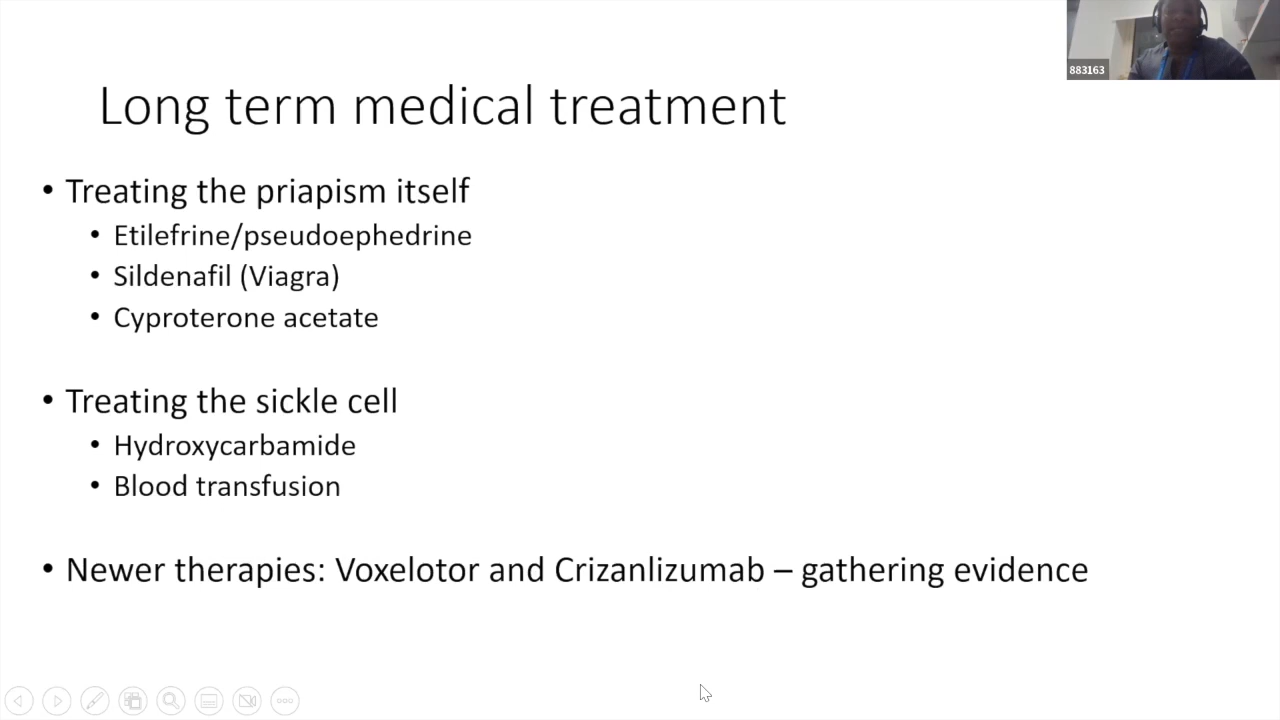 883163
Long term medical treatment
• Treating the priapism itself
• Etilefrine/pseudoephedrine
• Sildenafil (Viagra)
• Cyproterone acetate
• Treating the sickle cell
• Hydroxycarbamide
• Blood transfusion
• Newer therapies: Voxelotor and Crizanlizumab – gathering evidence